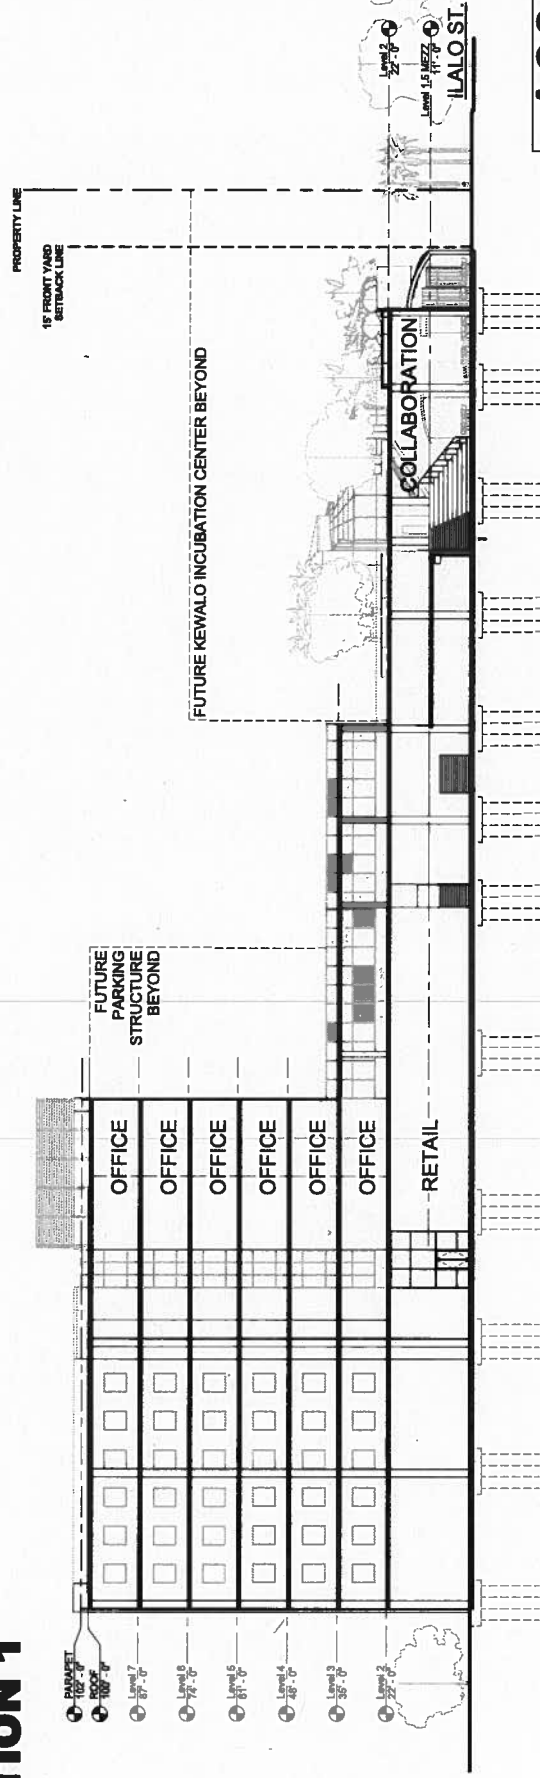 TION 1
PARAPET
102' - 0"
ROOF
100' - 0"
Level 7
87' - 0"
Level 6
74' - 0"
Level 5
61' - 0"
Level 4
48' - 0"
Level 3
35' - 0"
Level 2
22' - 0"
OFFICE
OFFICE
OFFICE
OFFICE
OFFICE
OFFICE
RETAIL
FUTURE
PARKING
STRUCTURE
BEYOND
FUTURE KEWALO INCUBATION CENTER BEYOND
COLLABORATION
15' FRONT YARD
SETBACK LINE
PROPERTY LINE
Level 2
22' - 0"
Level 1.5 MEZZ
11' - 0"
ILALO ST.